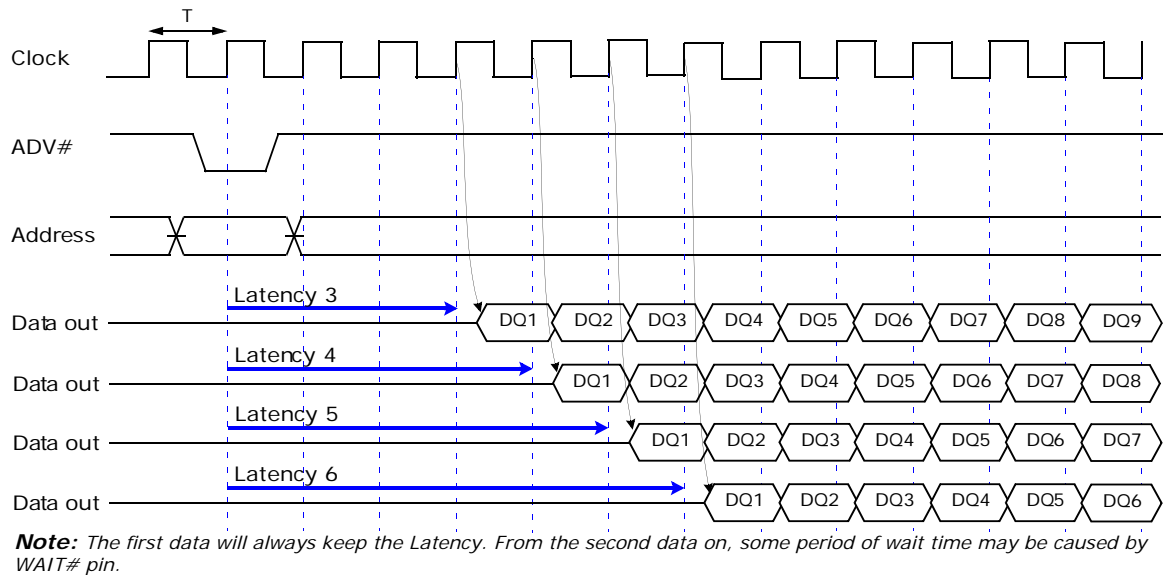 T
Clock
ADV#
Address
Latency 3
Data out
DQ1 DQ2 DQ3 DQ4 DQ5 DQ6 DQ7 DQ8 DQ9
Latency 4
Data out
DQ1 DQ2 DQ3 DQ4 DQ5 DQ6 DQ7 DQ8
Latency 5
Data out
DQ1 DQ2 DQ3 DQ4 DQ5 DQ6 DQ7
Latency 6
Data out
DQ1 DQ2 DQ3 DQ4 DQ5 DQ6
Note: The first data will always keep the Latency. From the second data on, some period of wait time may be caused by
WAIT# pin.